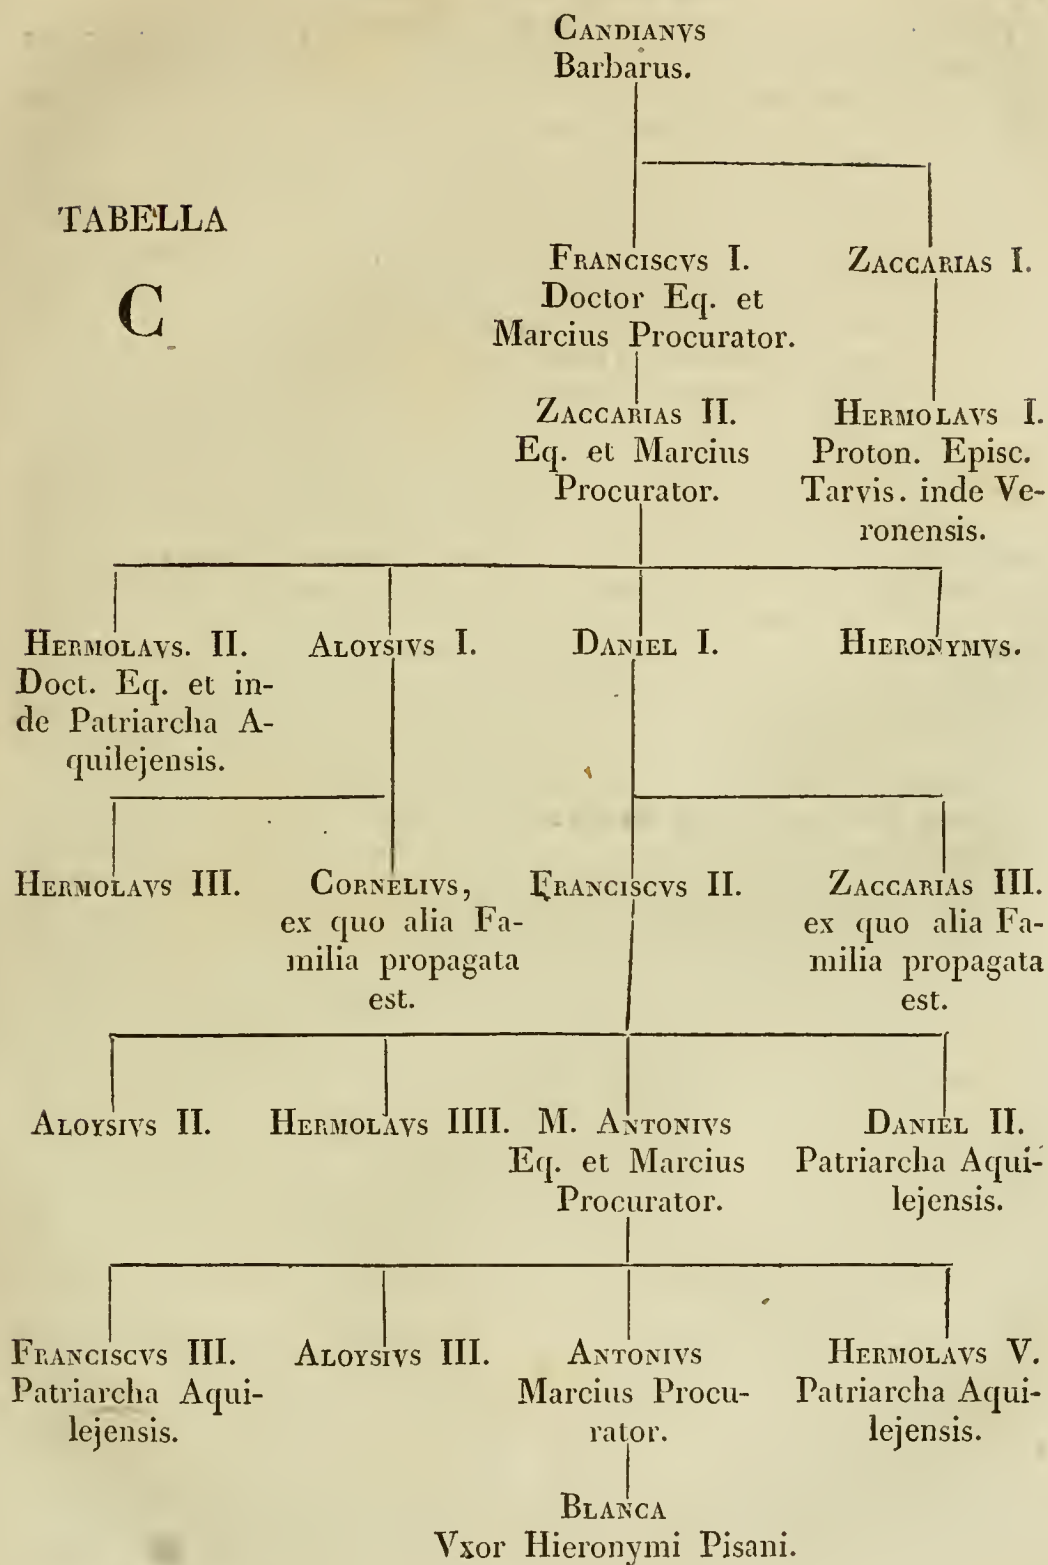 CANDIANVS
Barbarus.
TABELLA
C
FRANCISCVS I.
Doctor Eq. et
Marcius Procurator.
ZACCARIAS I.
ZACCARIAS II.
Eq. et Marcius
Procurator.
HERMOLAVS I.
Proton. Episc.
Tarvis. inde Ve-
ronensis.
HERMOLAVS. II.
Doct. Eq. et in-
de Patriarcha A-
quilejensis.
ALOYSIVS I.
DANIEL I.
HIERONYMVS.
HERMOLAVS III.
CORNELIVS,
ex quo alia Fa-
milia propagata
est.
FRANCISCVS II.
ZACCARIAS III.
ex quo alia Fa-
milia propagata
est.
ALOYSIVS II.
HERMOLAVS IIII.
M. ANTONIVS
Eq. et Marcius
Procurator.
DANIEL II.
Patriarcha Aqui-
lejensis.
FRANCISCVS III.
Patriarcha Aqui-
lejensis.
ALOYSIVS III.
ANTONIVS
Marcius Procu-
rator.
HERMOLAVS V.
Patriarcha Aqui-
lejensis.
BLANCA
Vxor Hieronymi Pisani.